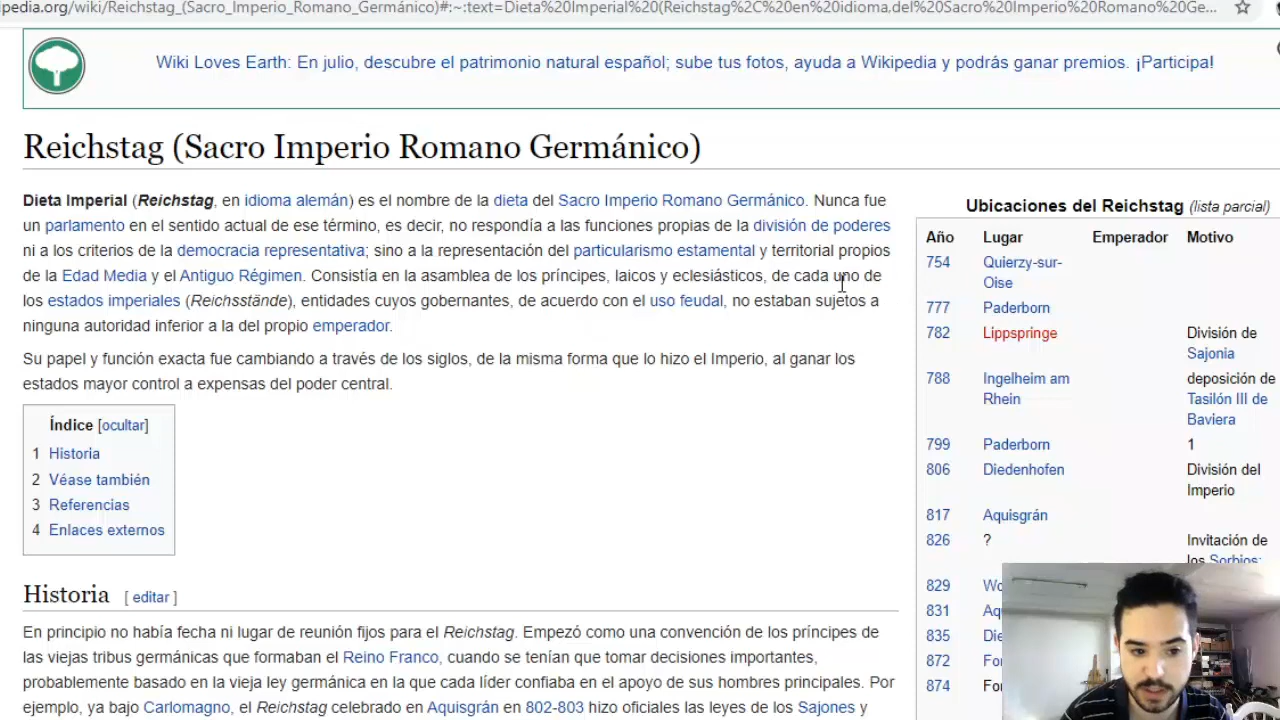 pedia.org/wiki/Reichstag_(Sacro_Imperio_Romano_Germánico)#:~:text=Dieta%20Imperial%20(Reichstag%2C%20en%20idioma,del%20Sacro%20Imperio%20Romano%20Ge...
Wiki Loves Earth: En julio, descubre el patrimonio natural español; sube tus fotos, ayuda a Wikipedia y podrás ganar premios. ¡Participa!
Reichstag (Sacro Imperio Romano Germánico)
Dieta Imperial (Reichstag, en idioma alemán) es el nombre de la dieta del Sacro Imperio Romano Germánico. Nunca fue
un parlamento en el sentido actual de ese término, es decir, no respondía a las funciones propias de la división de poderes
ni a los criterios de la democracia representativa; sino a la representación del particularismo estamental y territorial propios
de la Edad Media y el Antiguo Régimen. Cnsistía en la asamblea de los príncipes, laicos y eclesiásticos, de cada uno de
los estados imperiales (Reichsstände), entidades cuyos gobernantes, de acuerdo con el uso feudal, no estaban sujetos a
ninguna autoridad inferior a la del propio emperador.
Su papel y función exacta fue cambiando a través de los siglos, de la misma forma que lo hizo el Imperio, al ganar los
estados mayor control a expensas del poder central.
Índice [ocultar]
1 Historia
2 Véase también
3 Referencias
4 Enlaces externos
Historia [ editar ]
En principio no había fecha ni lugar de reunión fijos para el Reichstag. Empezó como una convención de los príncipes de
las viejas tribus germánicas que formaban el Reino Franco, cuando se tenían que tomar decisiones importantes,
probablemente basado en la vieja ley germánica en la que cada líder confiaba en el apoyo de sus hombres principales. Por
ejemplo, ya bajo Carlomagno, el Reichstag celebrado en Aquisgrán en 802-803 hizo oficiales las leyes de los Sajones y
Ubicaciones del Reichstag (lista parcial)
Año Lugar Emperador Motivo
754 Quierzy-sur-
Oise
777 Paderborn
782 Lippspringe División de
Sajonia
788 Ingelheim am deposición de
Rhein Tasilón III de
Baviera
799 Paderborn 1
806 Diedenhofen División del
Imperio
817 Aquisgrán
826 ? Invitación de
los Sorbios;
829 Wo
831 Aq
835 Die
872 For
874 For